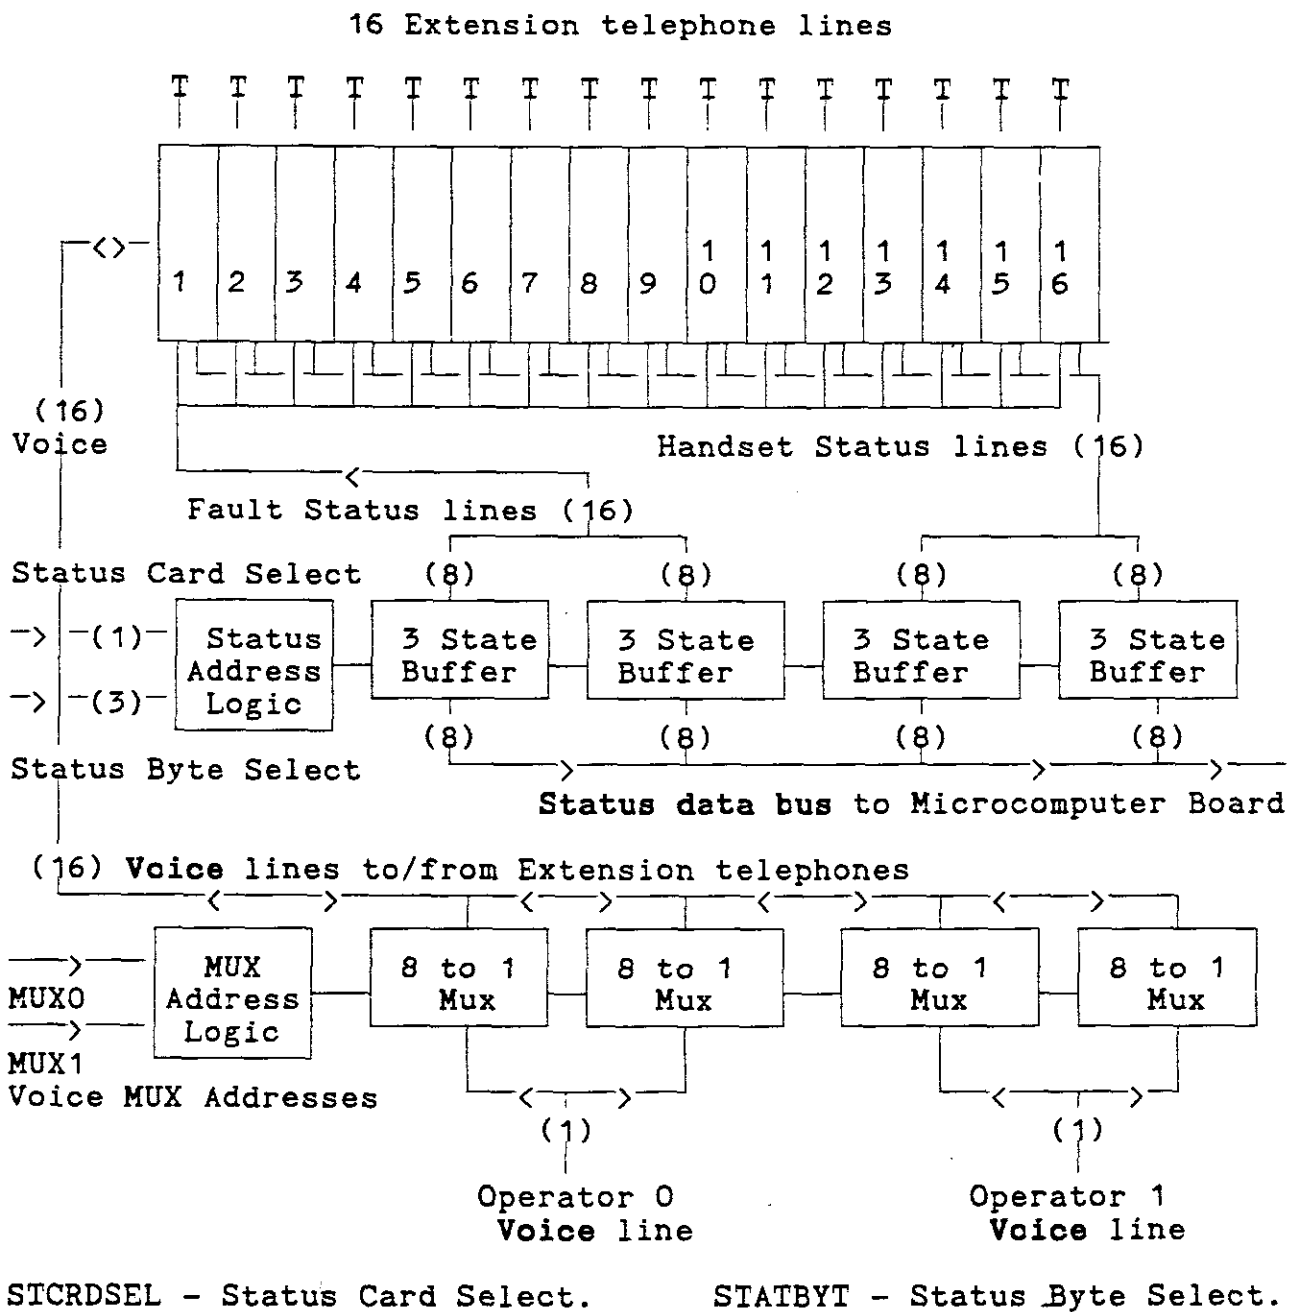 16 Extension telephone lines
T T T T T T T T T T T T T T T T
1 2 3 4 5 6 7 8 9 10 11 12 13 14 15 16
(16)
Voice
Handset Status lines (16)
Fault Status lines (16)
Status Card Select (8) (8) (8) (8)
(1) Status Address Logic
3 State Buffer
3 State Buffer
3 State Buffer
3 State Buffer
(3)
(8) (8) (8) (8)
Status Byte Select
Status data bus to Microcomputer Board
(16) Voice lines to/from Extension telephones
MUX0
MUX Address Logic
8 to 1 Mux
8 to 1 Mux
8 to 1 Mux
8 to 1 Mux
MUX1
Voice MUX Addresses
(1) (1)
Operator 0
Voice line
Operator 1
Voice line
STCRDSEL - Status Card Select. STATBYT - Status Byte Select.